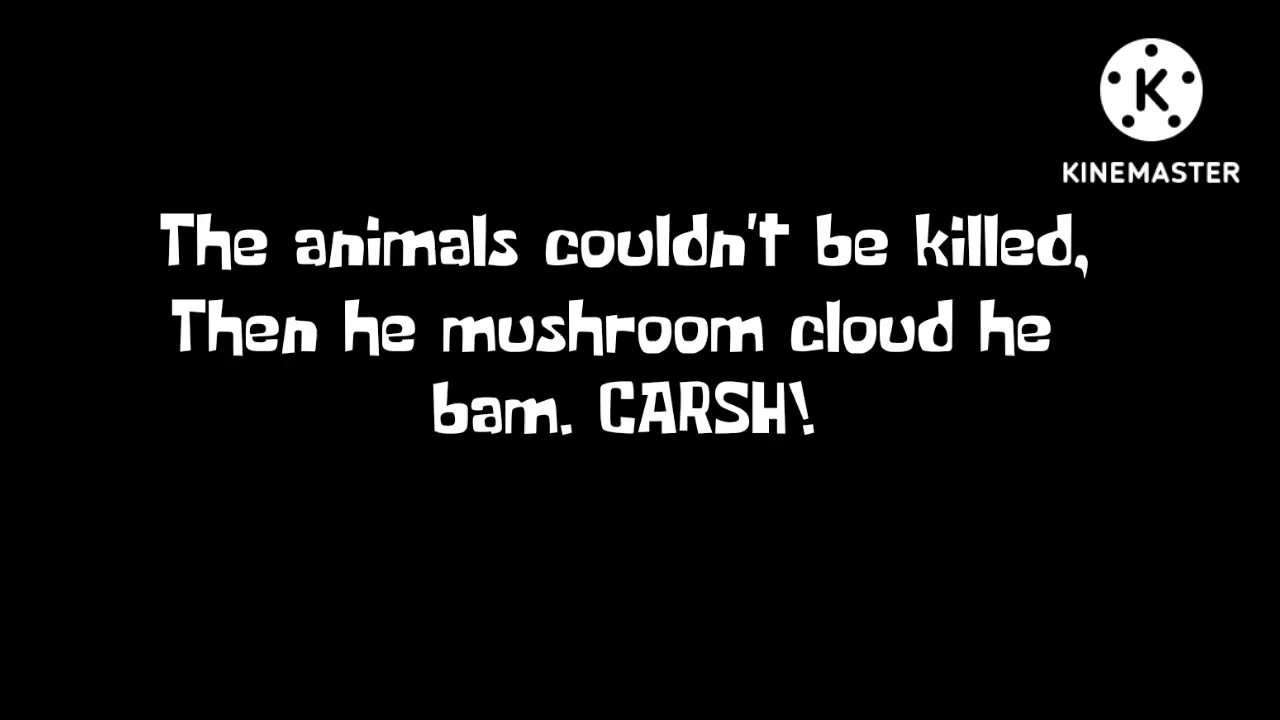 K
KINEMASTER
The animals couldn't be killed,
Then he mushroom cloud he
bam. CARSH!